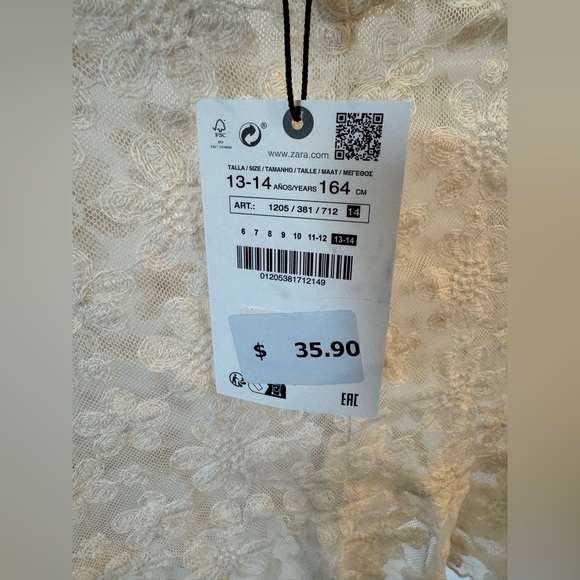 FSC
®
www.zara.com
TALLA / SIZE / TAMANHO / TAILLE / MAAT / ΜΕΓΕΘΟΣ
13-14 AÑOS/YEARS 164 CM
ART.: 1205 / 381 / 712 14
6 7 8 9 10 11-12 13-14
01205381712149
$ 35.90
EAC